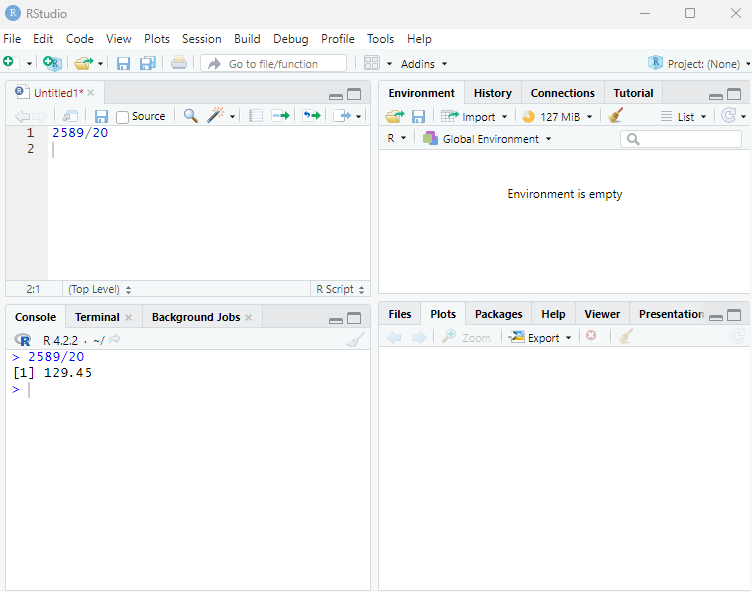 RStudio
File Edit Code View Plots Session Build Debug Profile Tools Help
Go to file/function Addins Project: (None)
Untitled1*
Source
1 2589/20
2
2:1 (Top Level) R Script
Console Terminal Background Jobs
R 4.2.2 · ~/
> 2589/20
[1] 129.45
>
Environment History Connections Tutorial
Import 127 MiB List
R Global Environment
Environment is empty
Files Plots Packages Help Viewer Presentation
Zoom Export